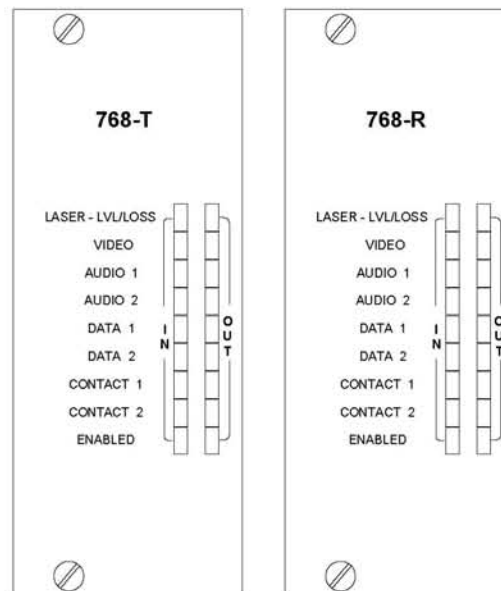 768-T
LASER - LVL/LOSS
VIDEO
AUDIO 1
AUDIO 2
DATA 1
DATA 2
CONTACT 1
CONTACT 2
ENABLED
IN
OUT
768-R
LASER - LVL/LOSS
VIDEO
AUDIO 1
AUDIO 2
DATA 1
DATA 2
CONTACT 1
CONTACT 2
ENABLED
IN
OUT